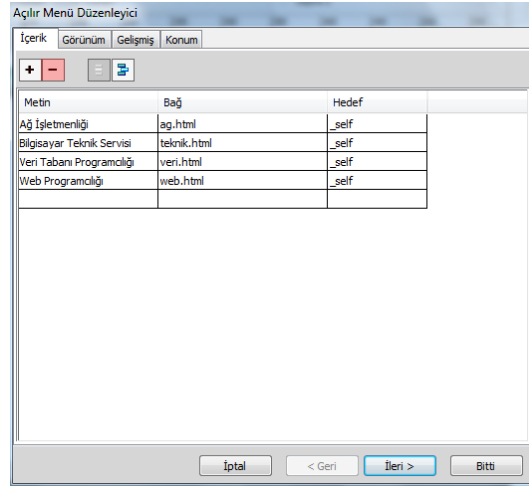 Açılır Menü Düzenleyici
İçerik Görünüm Gelişmiş Konum
Metin Bağ Hedef
Ağ İşletmenliği ag.html _self
Bilgisayar Teknik Servisi teknik.html _self
Veri Tabanı Programcılığı veri.html _self
Web Programcılığı web.html _self
İptal < Geri İleri > Bitti